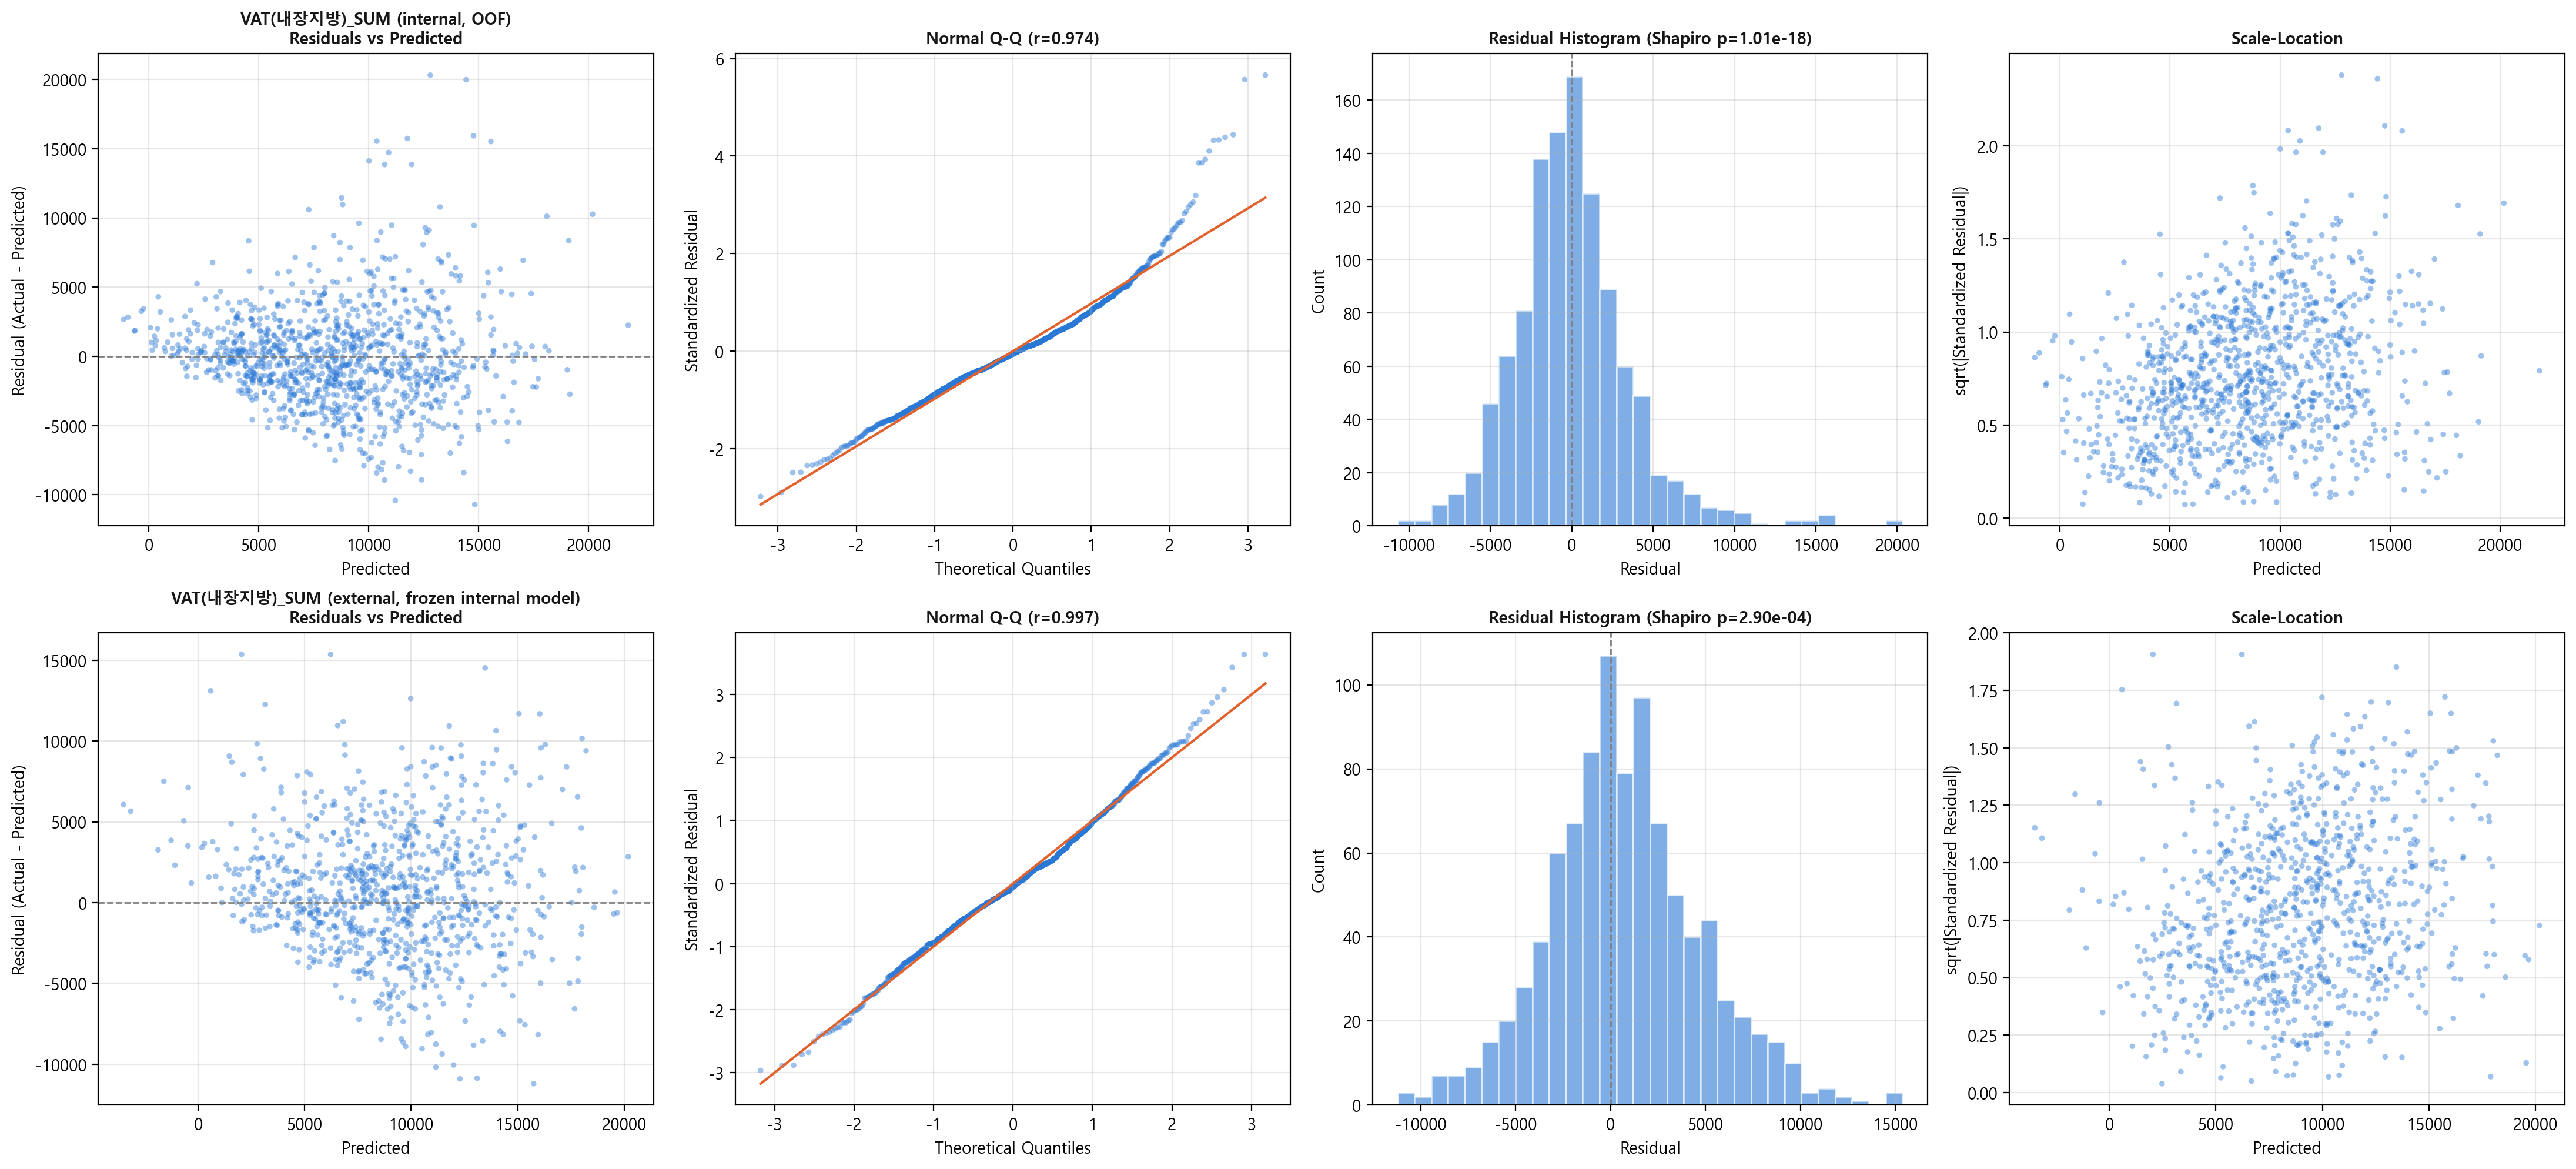 VAT(내장지방)_SUM (internal, OOF)
Residuals vs Predicted
Residual (Actual - Predicted)
20000
15000
10000
5000
0
-5000
-10000
0 5000 10000 15000 20000
Predicted
Normal Q-Q (r=0.974)
Standardized Residual
6
4
2
0
-2
-3 -2 -1 0 1 2 3
Theoretical Quantiles
Residual Histogram (Shapiro p=1.01e-18)
Count
160
140
120
100
80
60
40
20
0
-10000 -5000 0 5000 10000 15000 20000
Residual
Scale-Location
sqrt(|Standardized Residual|)
2.0
1.5
1.0
0.5
0.0
0 5000 10000 15000 20000
Predicted
VAT(내장지방)_SUM (external, frozen internal model)
Residuals vs Predicted
Residual (Actual - Predicted)
15000
10000
5000
0
-5000
-10000
0 5000 10000 15000 20000
Predicted
Normal Q-Q (r=0.997)
Standardized Residual
3
2
1
0
-1
-2
-3
-3 -2 -1 0 1 2 3
Theoretical Quantiles
Residual Histogram (Shapiro p=2.90e-04)
Count
100
80
60
40
20
0
-10000 -5000 0 5000 10000 15000
Residual
Scale-Location
sqrt(|Standardized Residual|)
2.00
1.75
1.50
1.25
1.00
0.75
0.50
0.25
0.00
0 5000 10000 15000 20000
Predicted